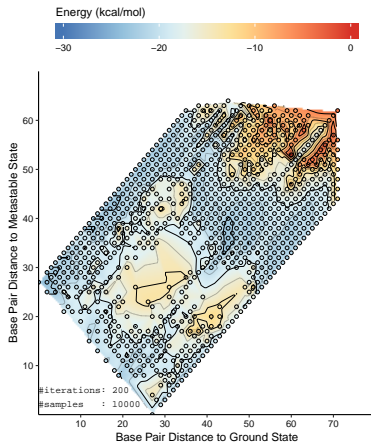 Energy (kcal/mol)
−30 −20 −10 0
Base Pair Distance to Metastable State
60
50
40
30
20
10
#iterations: 200
#samples : 10000
10 20 30 40 50 60 70
Base Pair Distance to Ground State